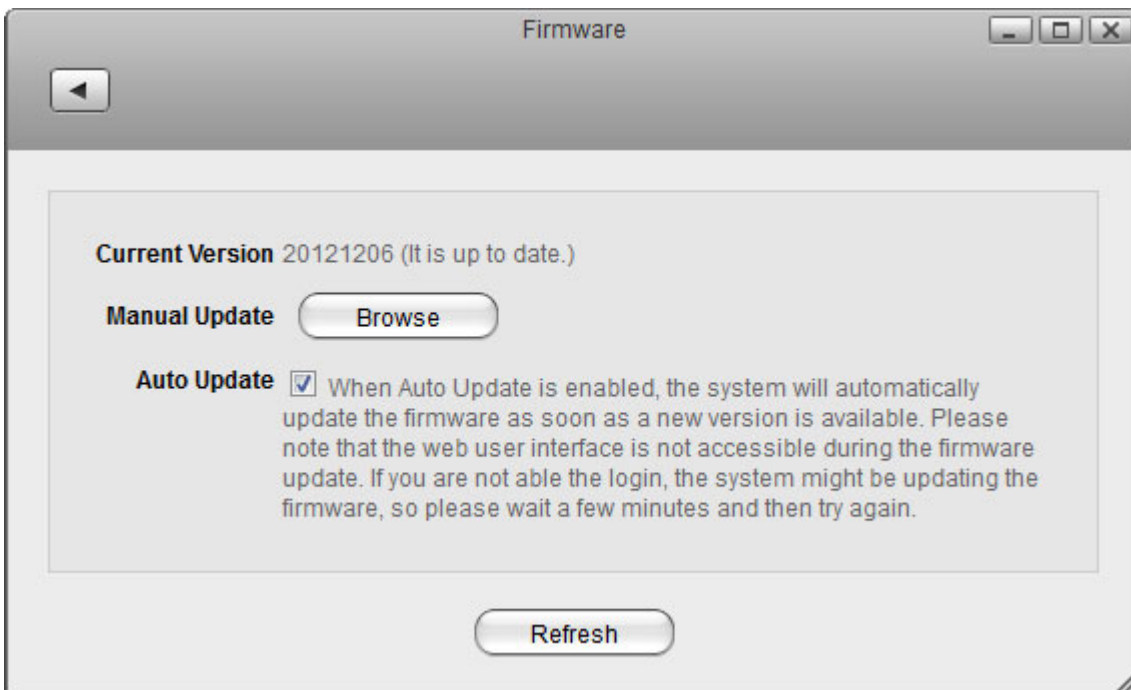 Firmware
Current Version 20121206 (It is up to date.)
Manual Update Browse
Auto Update When Auto Update is enabled, the system will automatically
update the firmware as soon as a new version is available. Please
note that the web user interface is not accessible during the firmware
update. If you are not able the login, the system might be updating the
firmware, so please wait a few minutes and then try again.
Refresh